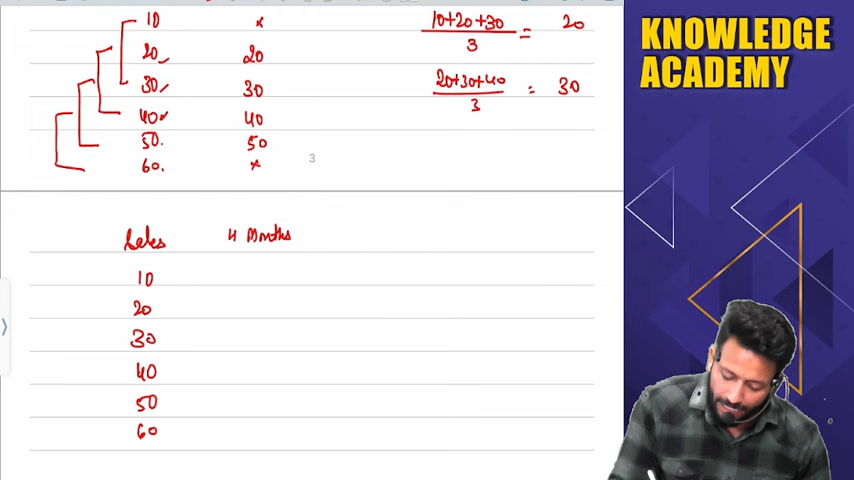 10 × 10+20+30 / 3 = 20
20 20
30 30 20+30+40 / 3 = 30
40 40
50 50
60 ×
3
Sales 4 Months
10
20
30
40
50
60
KNOWLEDGE
ACADEMY